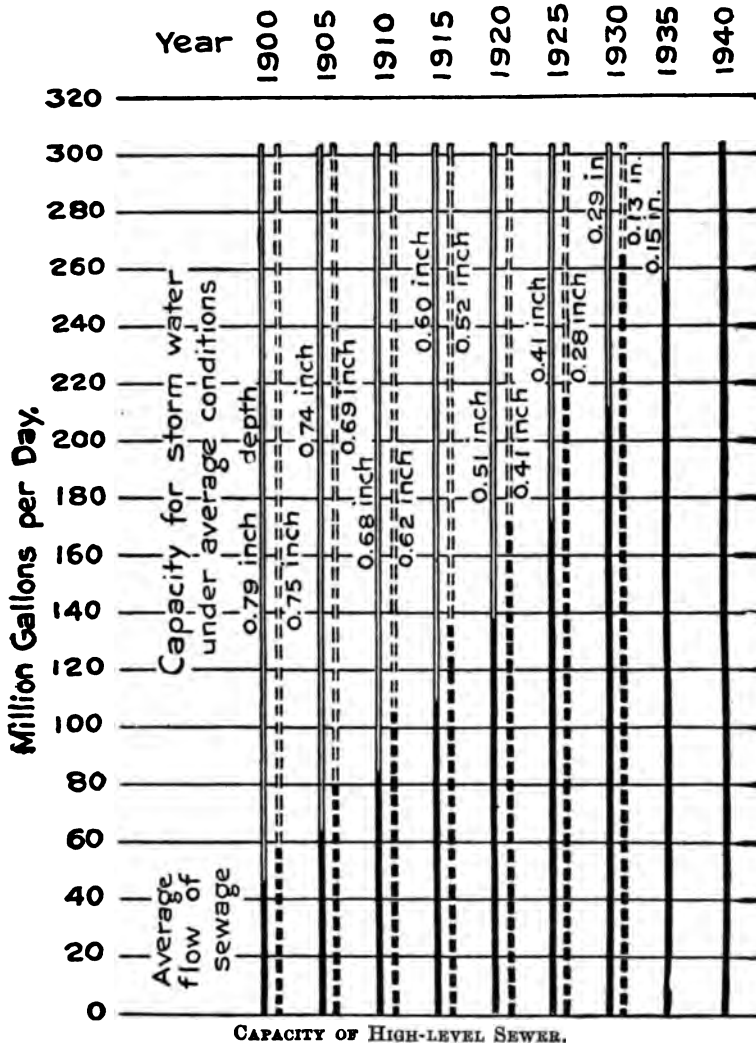 Year 1900 1905 1910 1915 1920 1925 1930 1935 1940
320
300
280
260
240
220
200
180
160
140
120
100
80
60
40
20
0
Million Gallons per Day.
Capacity for storm water
under average conditions
Average
flow of
sewage
0.79 inch depth
0.75 inch
0.74 inch
0.69 inch
0.68 inch
0.62 inch
0.60 inch
0.52 inch
0.51 inch
0.41 inch
0.41 inch
0.28 inch
0.29 in
0.13 in.
0.15 in.
CAPACITY OF HIGH-LEVEL SEWER.